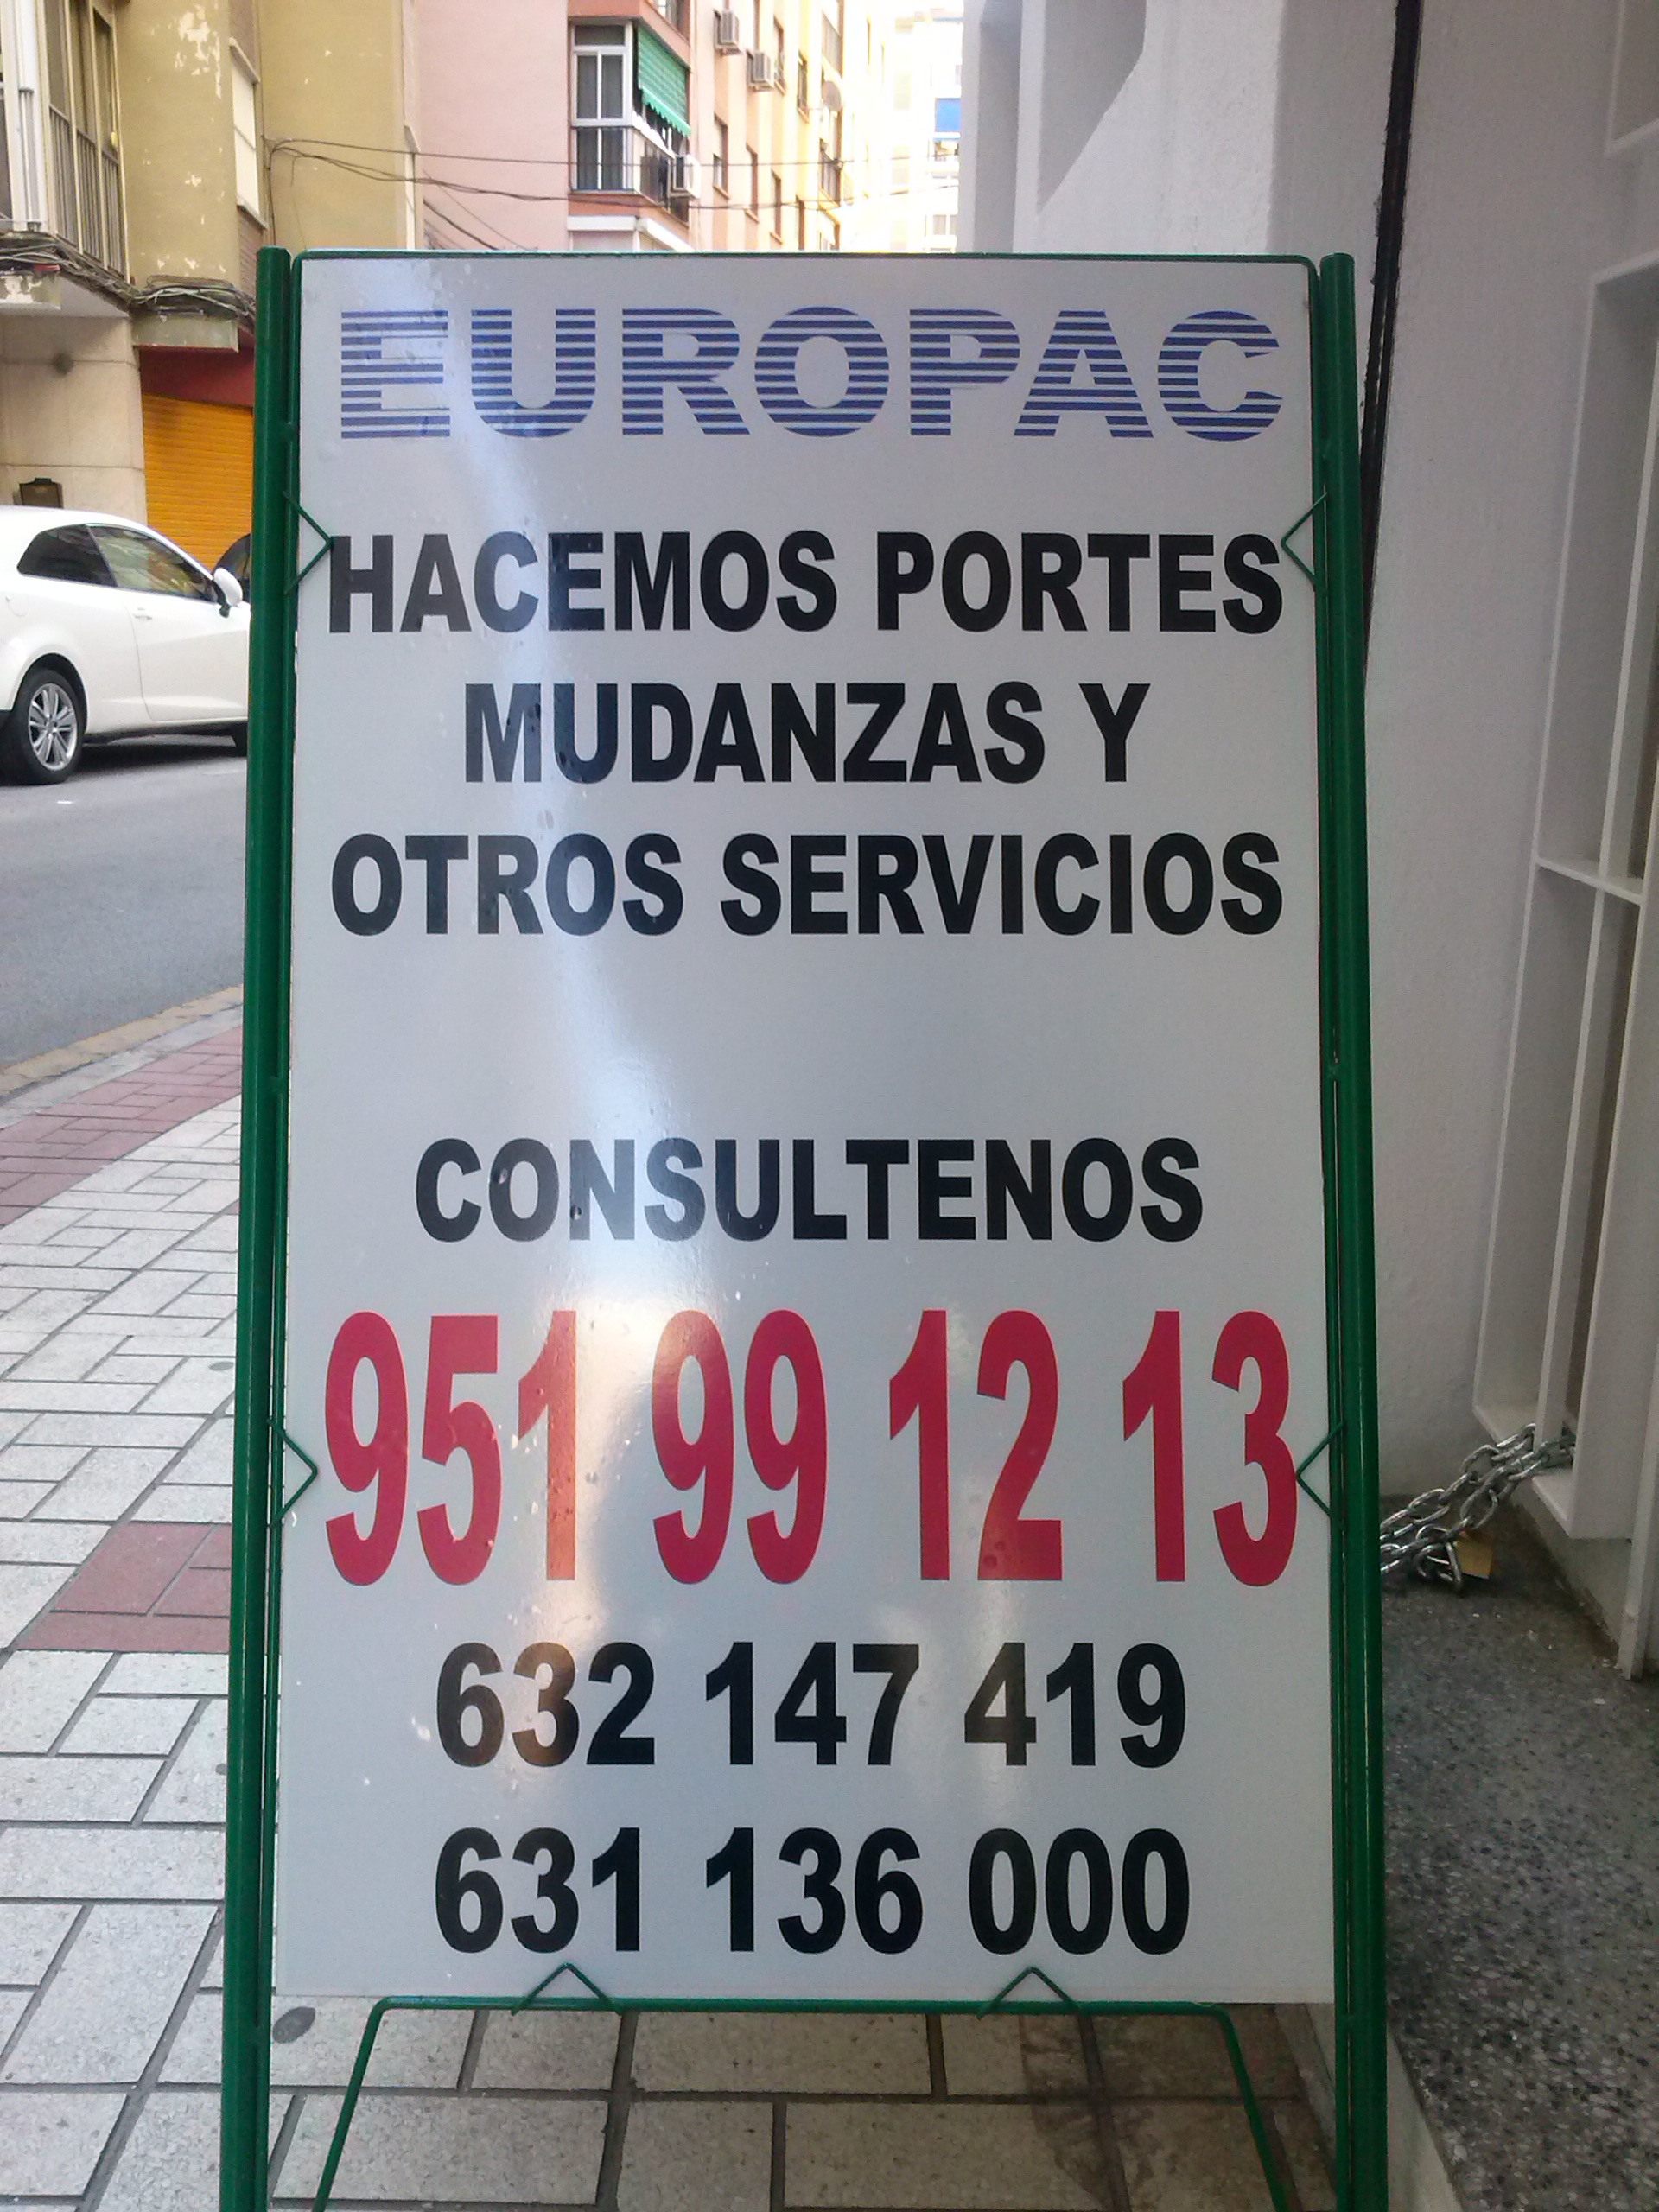 EUROPAC
HACEMOS PORTES
MUDANZAS Y
OTROS SERVICIOS
CONSULTENOS
951 99 12 13
632 147 419
631 136 000